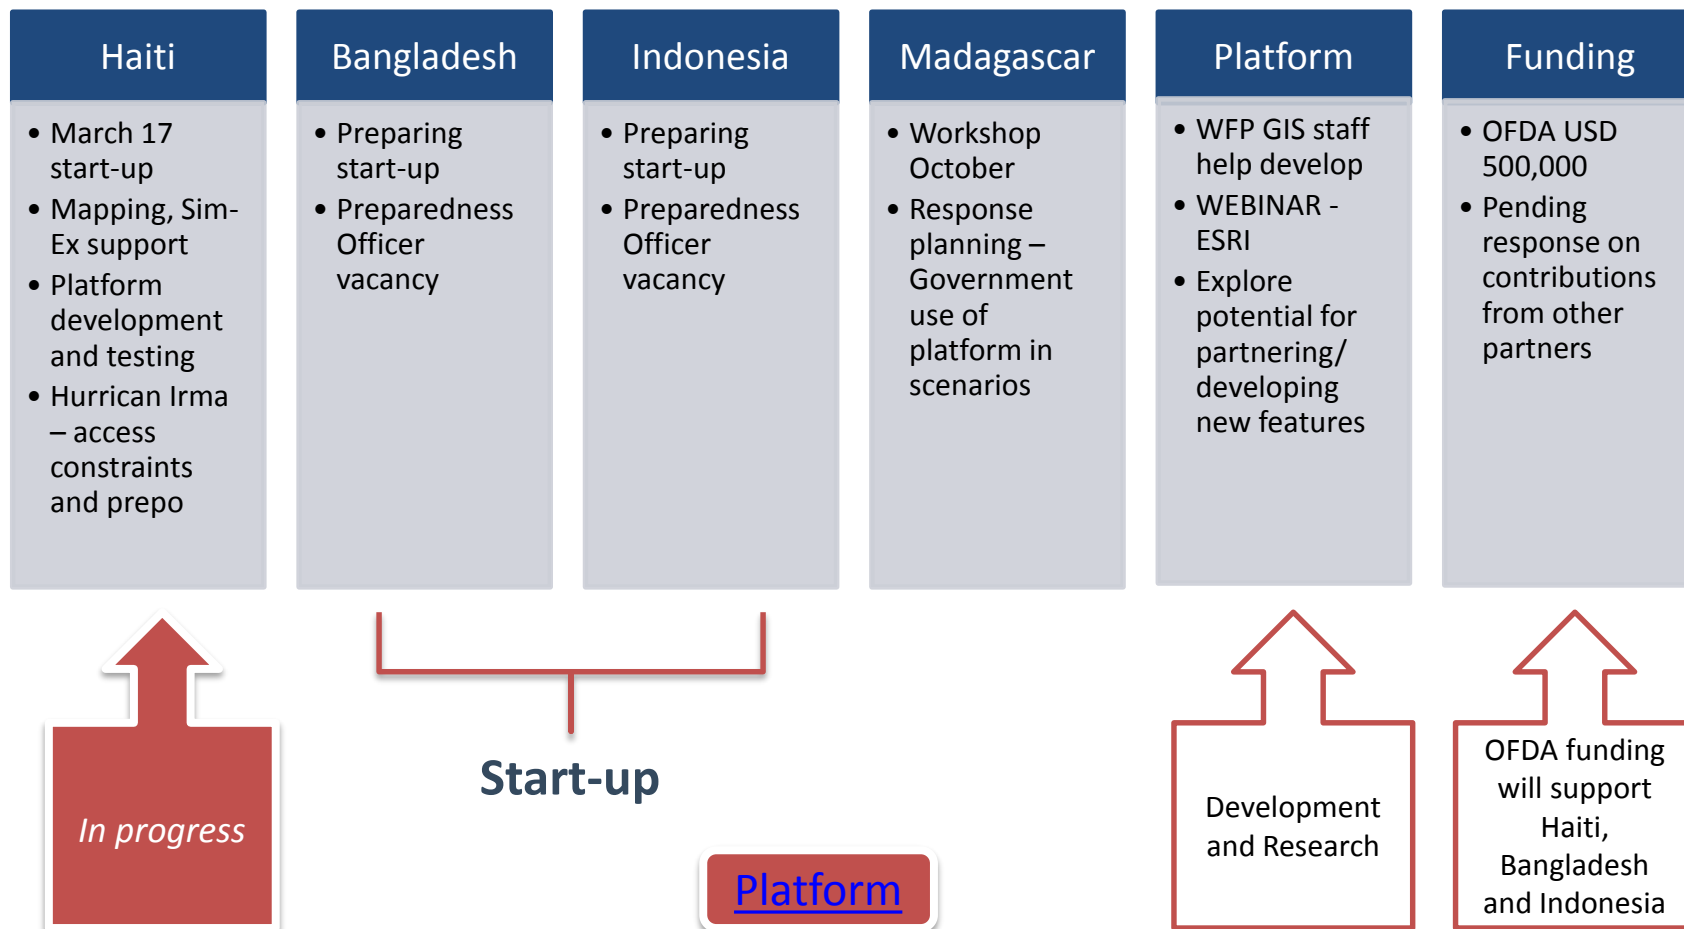 Haiti
• March 17
start-up
• Mapping, Sim-
Ex support
• Platform
development
and testing
• Hurrican Irma
– access
constraints
and prepo
Bangladesh
• Preparing
start-up
• Preparedness
Officer
vacancy
Indonesia
• Preparing
start-up
• Preparedness
Officer
vacancy
Madagascar
• Workshop
October
• Response
planning –
Government
use of
platform in
scenarios
Platform
• WFP GIS staff
help develop
• WEBINAR -
ESRI
• Explore
potential for
partnering/
developing
new features
Funding
• OFDA USD
500,000
• Pending
response on
contributions
from other
partners
In progress
Start-up
Platform
Development
and Research
OFDA funding
will support
Haiti,
Bangladesh
and Indonesia